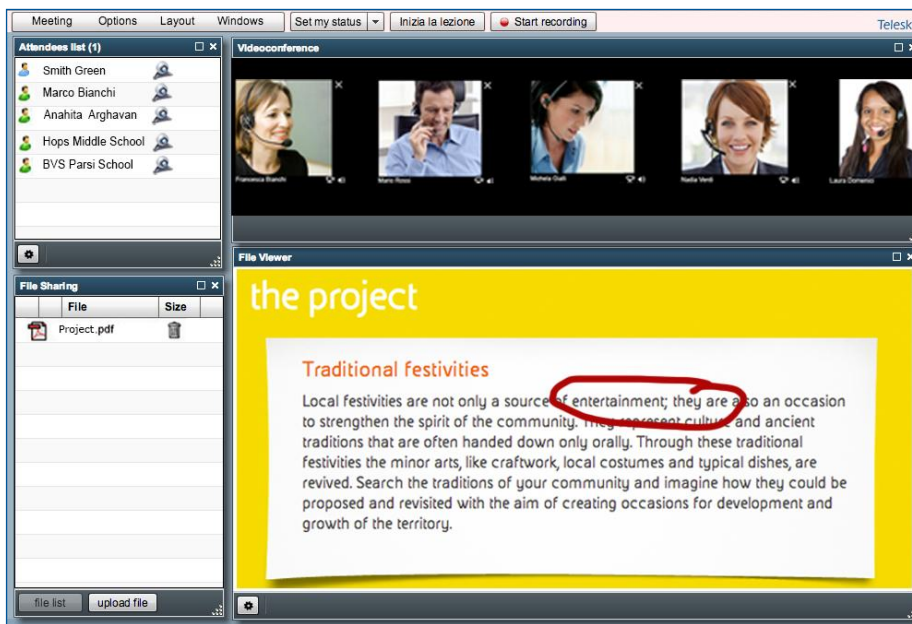 Meeting Options Layout Windows Set my status Inizia la lezione Start recording
Telesk
Attendees list (1)
Smith Green
Marco Bianchi
Anahita Arghavan
Hops Middle School
BVS Parsi School
Videoconference
Francesca Bianchi
Mario Rossi
Michela Gialli
Nadia Verdi
Laura Domenico
File Sharing
File Size
Project.pdf
file list upload file
File Viewer
the project
Traditional festivities
Local festivities are not only a source of entertainment; they are also an occasion
to strengthen the spirit of the community. They represent culture and ancient
traditions that are often handed down only orally. Through these traditional
festivities the minor arts, like craftwork, local costumes and typical dishes, are
revived. Search the traditions of your community and imagine how they could be
proposed and revisited with the aim of creating occasions for development and
growth of the territory.